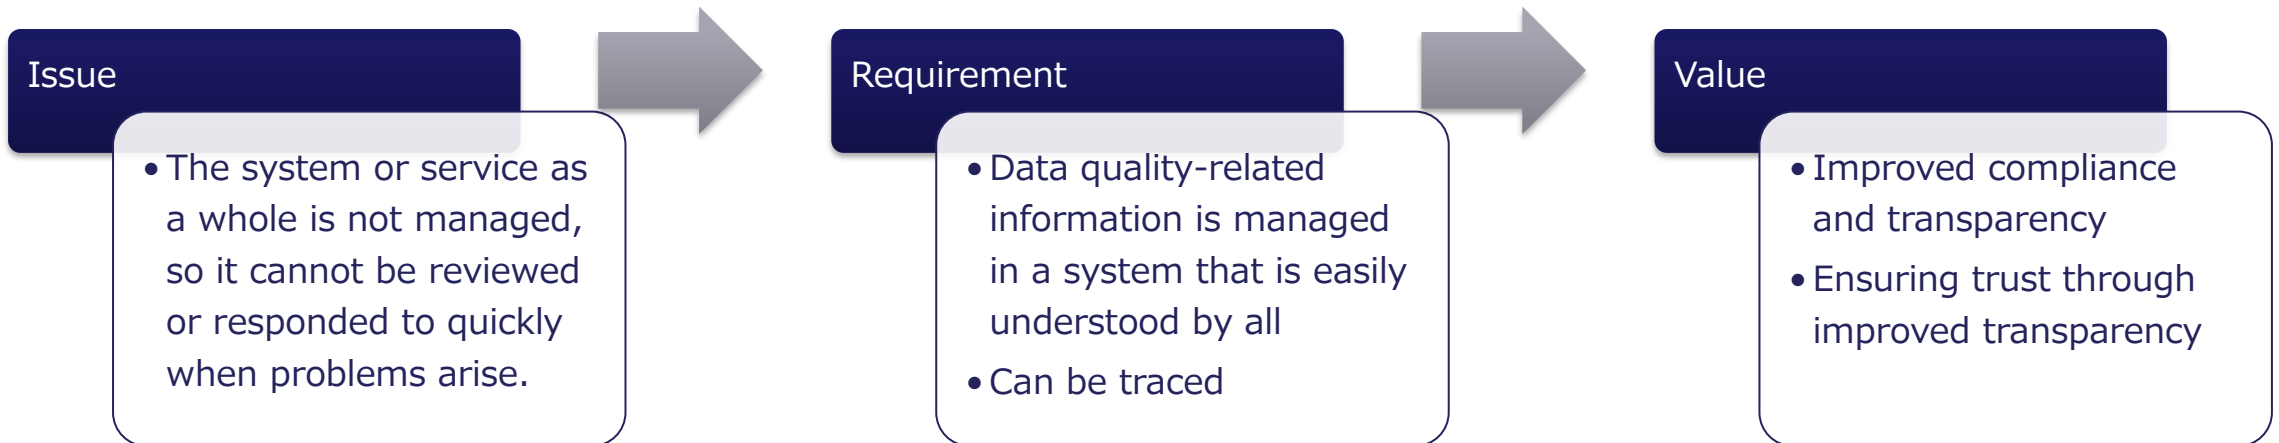 Issue
• The system or service as
a whole is not managed,
so it cannot be reviewed
or responded to quickly
when problems arise.
Requirement
• Data quality-related
information is managed
in a system that is easily
understood by all
• Can be traced
Value
• Improved compliance
and transparency
• Ensuring trust through
improved transparency